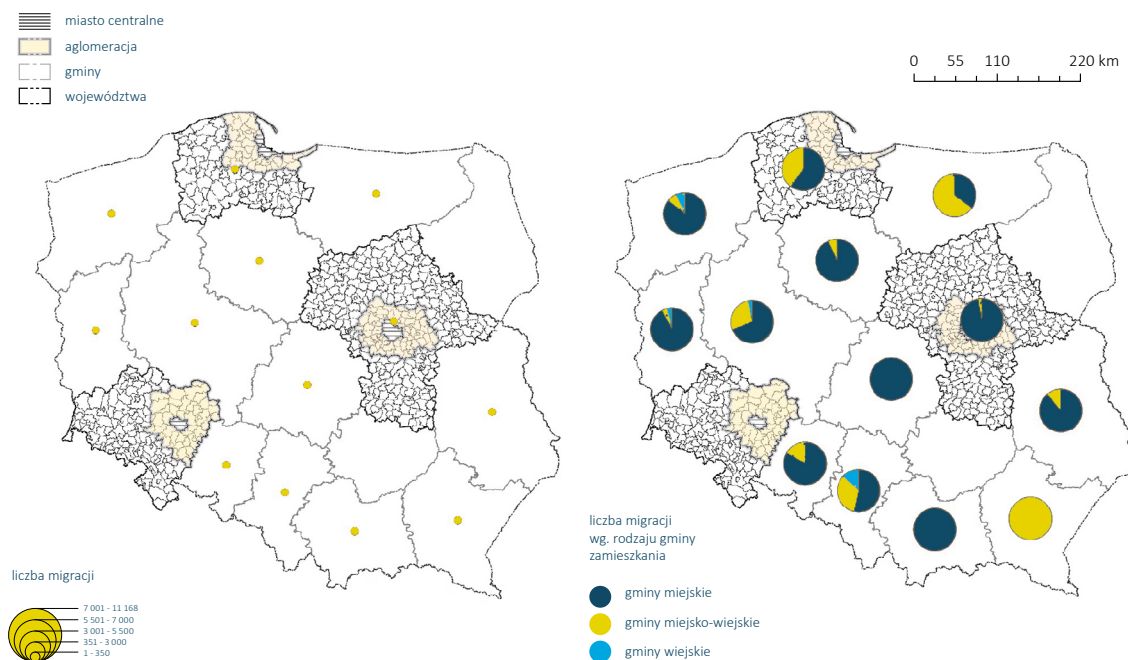 miasto centralne
aglomeracja
gminy
województwa
0 55 110 220 km
liczba migracji
7 001 - 11 168
5 501 - 7 000
3 001 - 5 500
351 - 3 000
1 - 350
liczba migracji
wg. rodzaju gminy
zamieszkania
gminy miejskie
gminy miejsko-wiejskie
gminy wiejskie